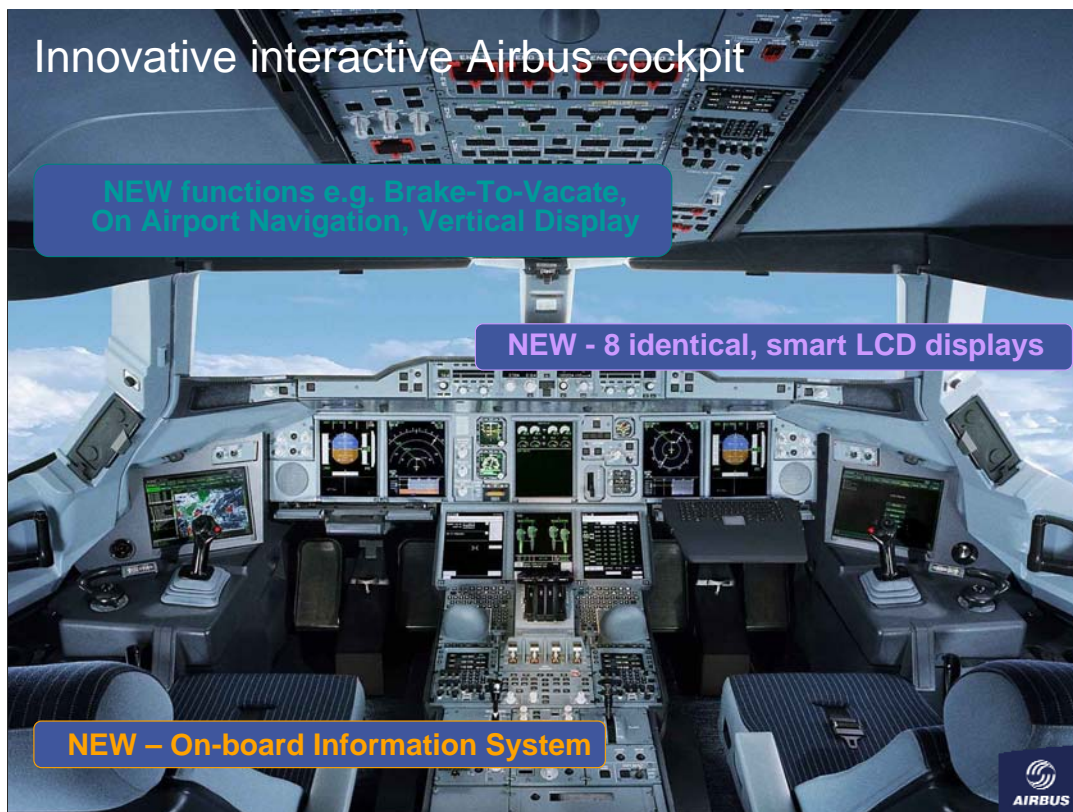 Innovative interactive Airbus cockpit
NEW functions e.g. Brake-To-Vacate,
On Airport Navigation, Vertical Display
NEW - 8 identical, smart LCD displays
NEW – On-board Information System
AIRBUS